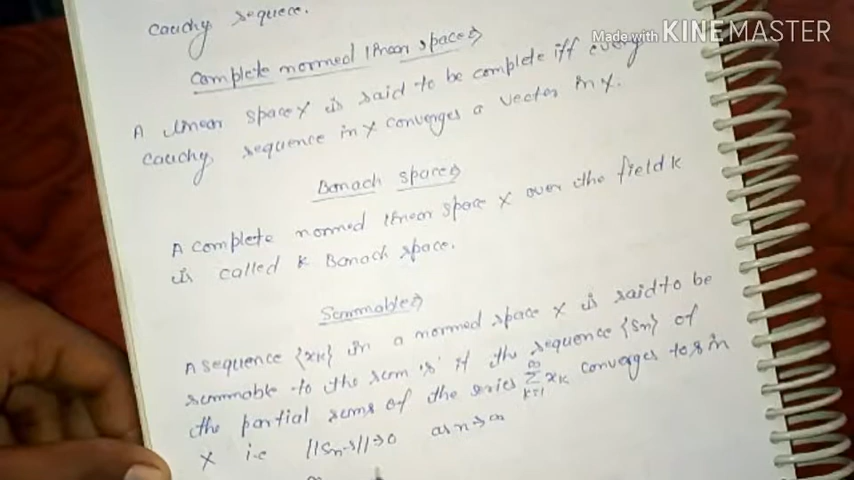 Made with KINEMASTER
Cauchy sequece.
Complete normed linear space⇒
A linear space X is said to be complete iff every
Cauchy sequence in X converges a vector in X.
Banach space⇒
A complete normed linear space X over the field K
is called K Banach space.
Summable⇒
A sequence {xk} in a normed space X is said to be
summable to the sum 's' if the sequence {Sn} of
the partial sums of the series ∞∑k=1 xk converges to s in
X i.e ||Sn-s||→0 as n→∞